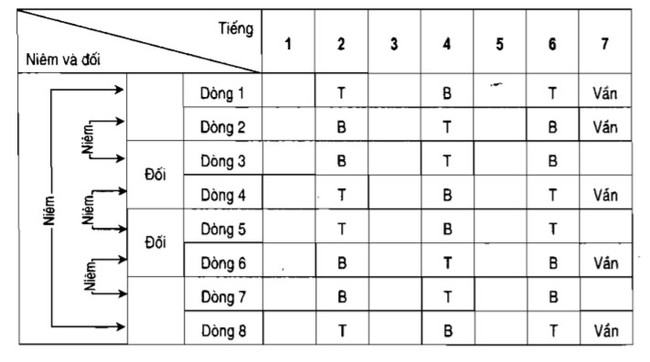 Tiếng
Niêm và đối
1 2 3 4 5 6 7
Dòng 1 T B T Vần
Dòng 2 B T B Vần
Dòng 3 B T B
Dòng 4 T B T Vần
Dòng 5 T B T
Dòng 6 B T B Vần
Dòng 7 B T B
Dòng 8 T B T Vần
Đối
Đối
Niêm
Niêm
Niêm
Niêm